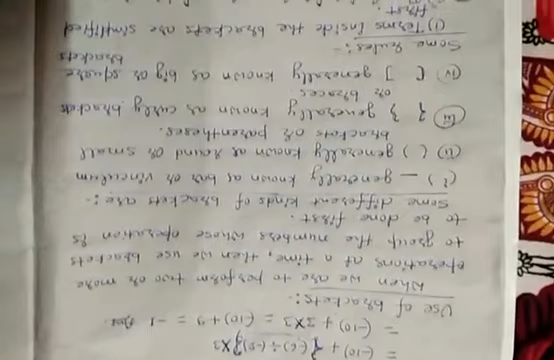 = (-10) + {(-6) ÷ (-2)} × 3
= (-10) + 3×3 = (-10) + 9 = -1 Ans
Use of brackets:
When we are to perform two or more
operations at a time, then we use brackets
to group the numbers whose operation is
to be done first.
Some different kinds of brackets are:-
(i) — generally known as bar or vinculum
(ii) ( ) generally known as round or small
brackets or parentheses.
(iii) { } generally known as curly brackets
or braces
(iv) [ ] generally known as big or square
brackets
Some Rules:-
(i) Terms inside the brackets are simplified
first.